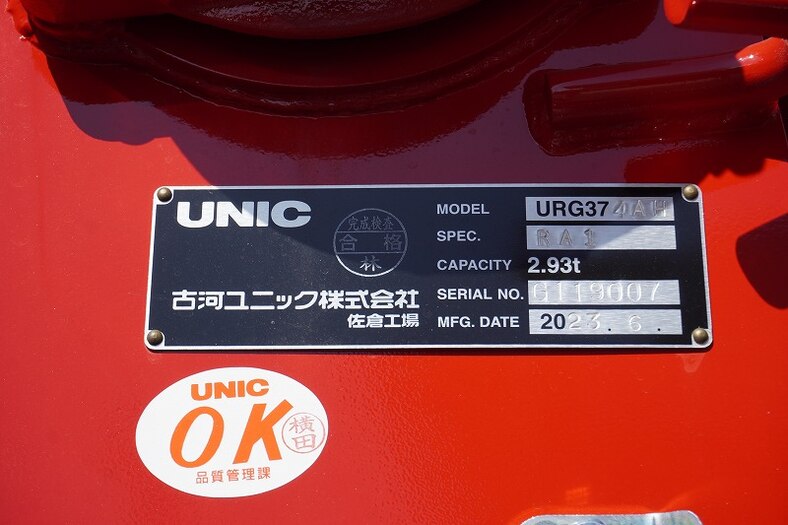 UNIC
完成検査
合格
林
古河ユニック株式会社
佐倉工場
MODEL URG374AH
SPEC. RA1
CAPACITY 2.93t
SERIAL NO. G119007
MFG. DATE 2023.6.
UNIC
OK
横田
品質管理課